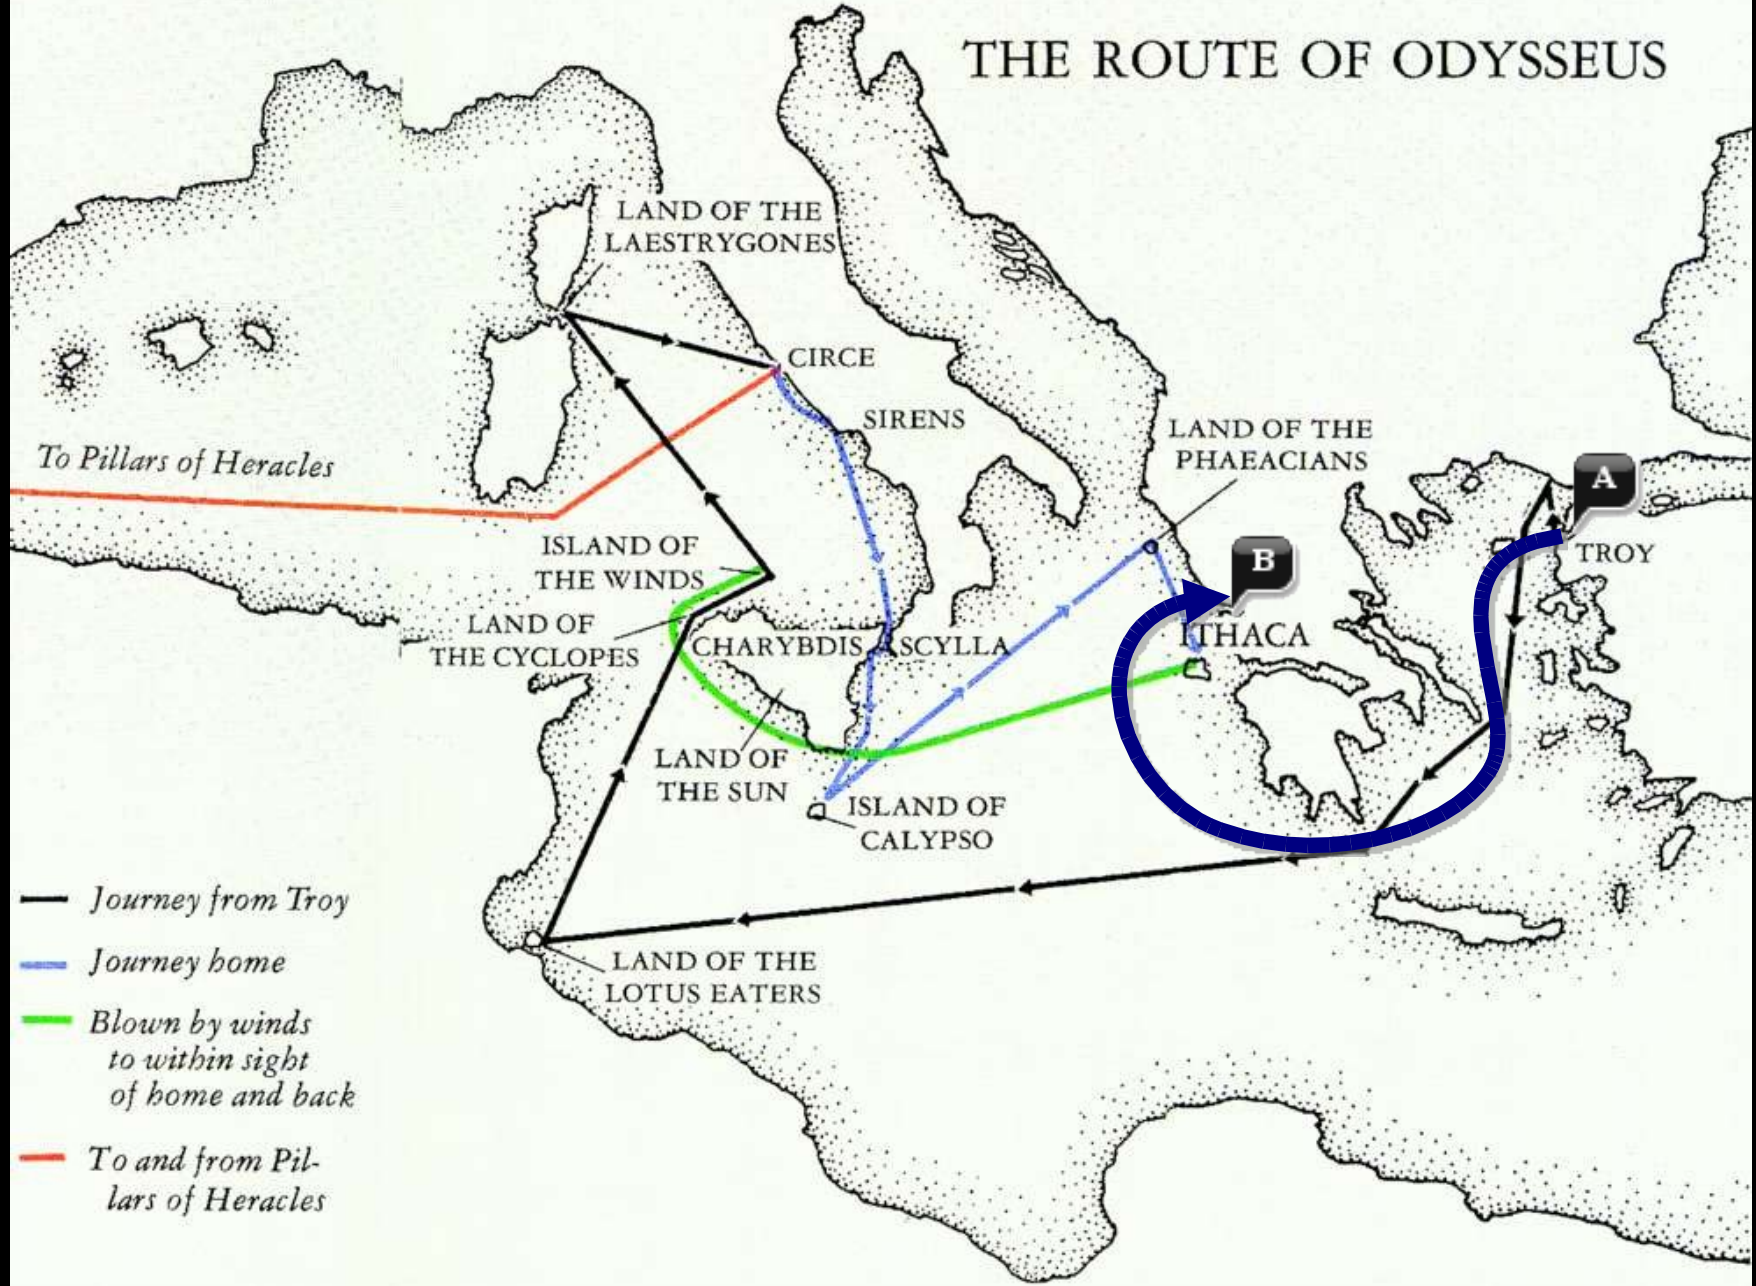 THE ROUTE OF ODYSSEUS
LAND OF THE
LAESTRYGONES
CIRCE
SIRENS
LAND OF THE
PHAEACIANS
To Pillars of Heracles
A
TROY
B
ISLAND OF
THE WINDS
LAND OF
THE CYCLOPES
CHARYBDIS
SCYLLA
ITHACA
LAND OF
THE SUN
ISLAND OF
CALYPSO
LAND OF THE
LOTUS EATERS
Journey from Troy
Journey home
Blown by winds
to within sight
of home and back
To and from Pil-
lars of Heracles